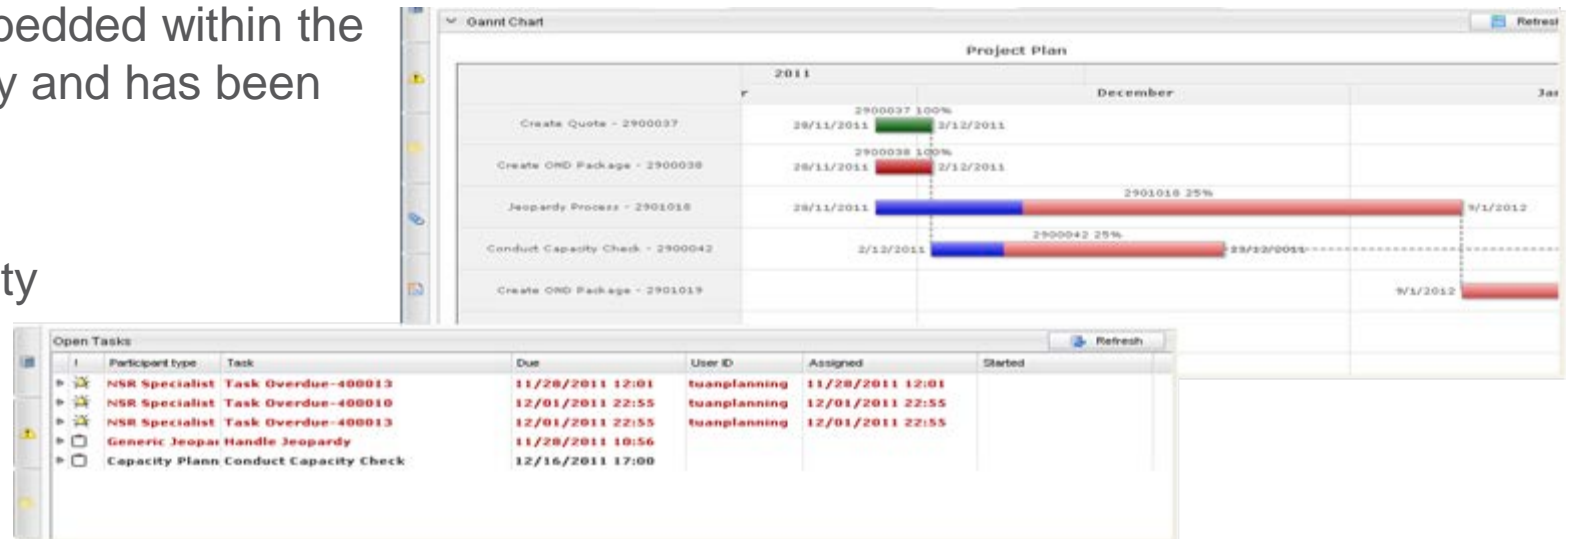 bedded within the
y and has been
ty
Gannt Chart
Refresh
Project Plan
2011
r
December
Jan
Create Quote - 2900037
2900037 100%
28/11/2011
2/12/2011
Create OND Package - 2900038
2900038 100%
28/11/2011
2/12/2011
Jeopardy Process - 2901018
2901018 25%
28/11/2011
9/1/2012
Conduct Capacity Check - 2900042
2900042 25%
2/12/2011
23/12/2011
Create OND Package - 2901019
9/1/2012
Open Tasks
Refresh
! Participant type Task Due User ID Assigned Started
NSR Specialist Task Overdue-400013 11/28/2011 12:01 tuanplanning 11/28/2011 12:01
NSR Specialist Task Overdue-400010 12/01/2011 22:55 tuanplanning 12/01/2011 22:55
NSR Specialist Task Overdue-400013 12/01/2011 22:55 tuanplanning 12/01/2011 22:55
Generic Jeopar Handle Jeopardy 11/28/2011 10:56
Capacity Plann Conduct Capacity Check 12/16/2011 17:00